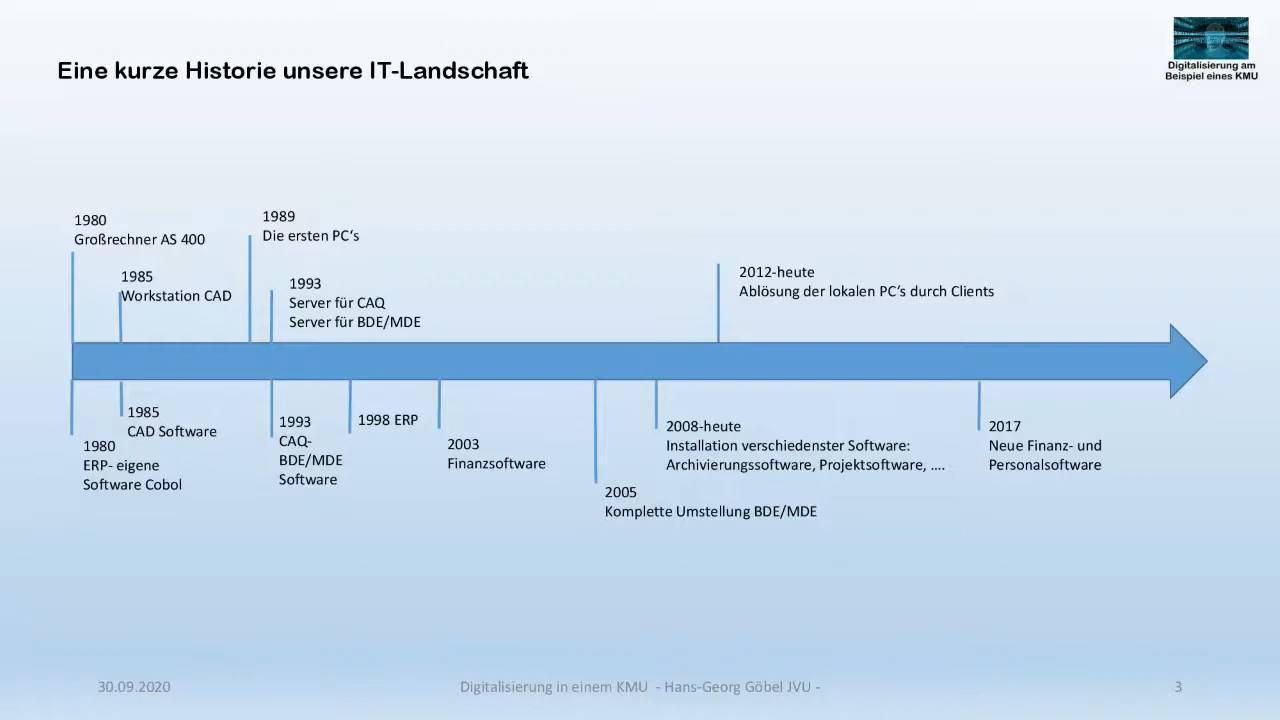 Eine kurze Historie unsere IT-Landschaft
Digitalisierung am
Beispiel eines KMU
1980
Großrechner AS 400
1985
Workstation CAD
1989
Die ersten PC‘s
1993
Server für CAQ
Server für BDE/MDE
2012-heute
Ablösung der lokalen PC‘s durch Clients
1980
ERP- eigene
Software Cobol
1985
CAD Software
1993
CAQ-
BDE/MDE
Software
1998 ERP
2003
Finanzsoftware
2005
Komplette Umstellung BDE/MDE
2008-heute
Installation verschiedenster Software:
Archivierungssoftware, Projektsoftware, ....
2017
Neue Finanz- und
Personalsoftware
30.09.2020
Digitalisierung in einem KMU - Hans-Georg Göbel JVU -
3